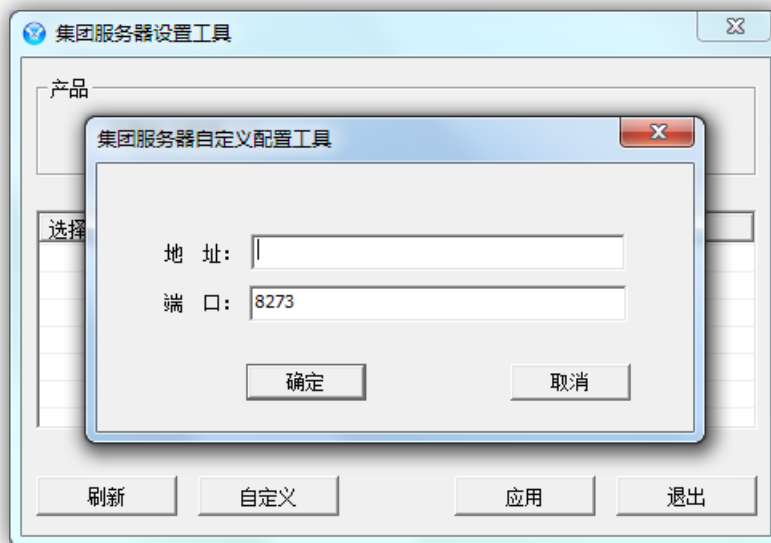 集团服务器设置工具
产品
集团服务器自定义配置工具
选择
地 址：
端 口： 8273
确定 取消
刷新 自定义 应用 退出